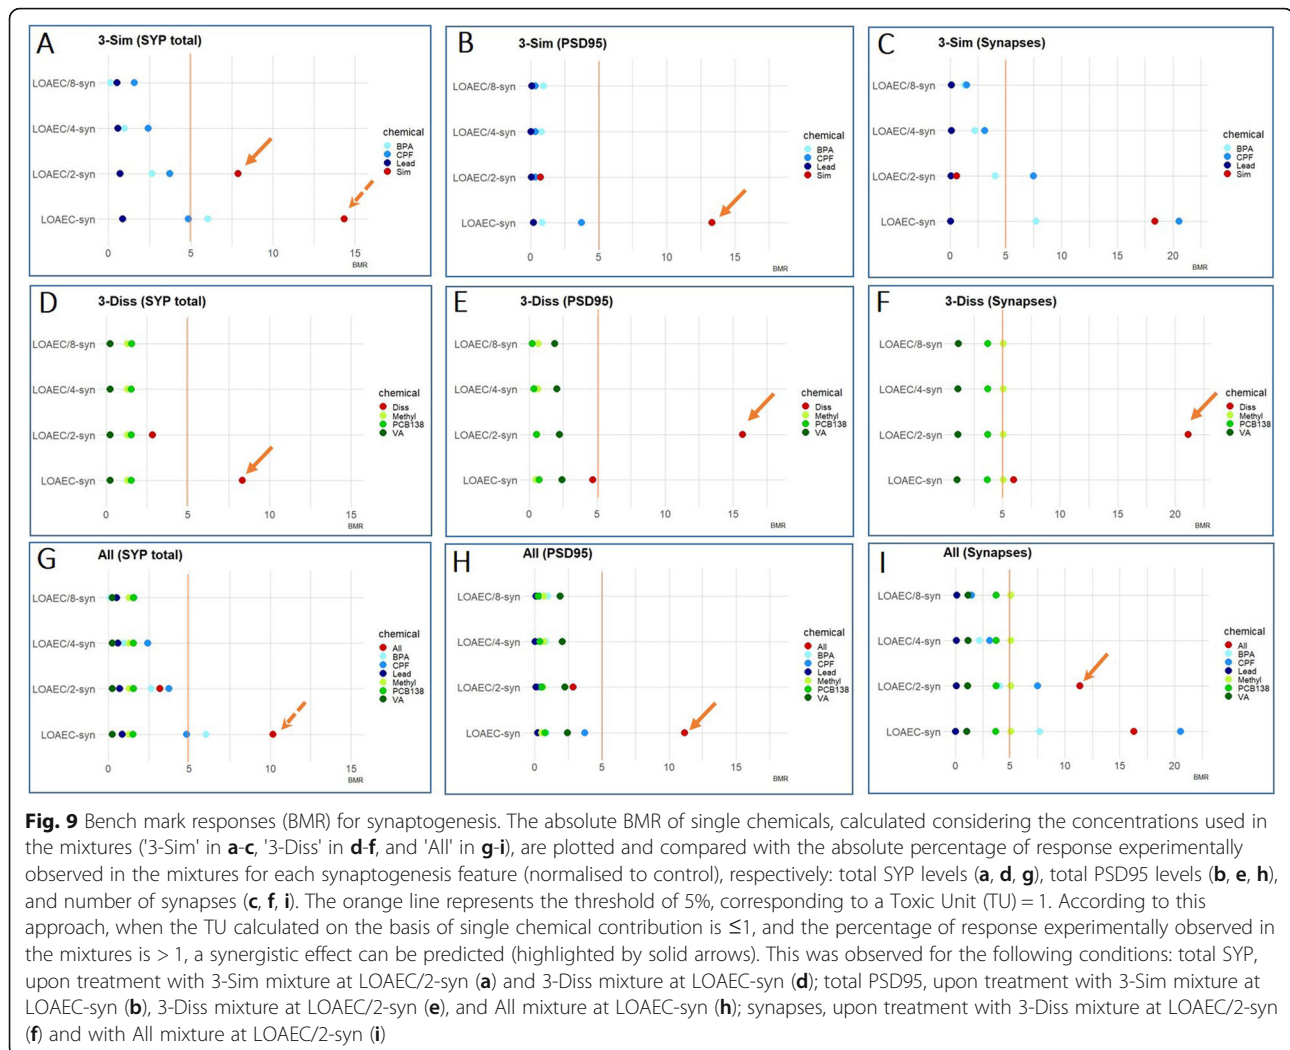 A
3-Sim (SYP total)
LOAEC/8-syn
LOAEC/4-syn
LOAEC/2-syn
LOAEC-syn
0 5 10 15
BMR
chemical
BPA
CPF
Lead
Sim
B
3-Sim (PSD95)
LOAEC/8-syn
LOAEC/4-syn
LOAEC/2-syn
LOAEC-syn
0 5 10 15
BMR
chemical
BPA
CPF
Lead
Sim
C
3-Sim (Synapses)
LOAEC/8-syn
LOAEC/4-syn
LOAEC/2-syn
LOAEC-syn
0 5 10 15 20
BMR
chemical
BPA
CPF
Lead
Sim
D
3-Diss (SYP total)
LOAEC/8-syn
LOAEC/4-syn
LOAEC/2-syn
LOAEC-syn
0 5 10 15
BMR
chemical
Diss
Methyl
PCB138
VA
E
3-Diss (PSD95)
LOAEC/8-syn
LOAEC/4-syn
LOAEC/2-syn
LOAEC-syn
0 5 10 15
BMR
chemical
Diss
Methyl
PCB138
VA
F
3-Diss (Synapses)
LOAEC/8-syn
LOAEC/4-syn
LOAEC/2-syn
LOAEC-syn
5 10 15 20
BMR
chemical
Diss
Methyl
PCB138
VA
G
All (SYP total)
LOAEC/8-syn
LOAEC/4-syn
LOAEC/2-syn
LOAEC-syn
0 5 10 15
BMR
chemical
All
BPA
CPF
Lead
Methyl
PCB138
VA
H
All (PSD95)
LOAEC/8-syn
LOAEC/4-syn
LOAEC/2-syn
LOAEC-syn
0 5 10 15
BMR
chemical
All
BPA
CPF
Lead
Methyl
PCB138
VA
I
All (Synapses)
LOAEC/8-syn
LOAEC/4-syn
LOAEC/2-syn
LOAEC-syn
0 5 10 15 20
BMR
chemical
All
BPA
CPF
Lead
Methyl
PCB138
VA
Fig. 9 Bench mark responses (BMR) for synaptogenesis. The absolute BMR of single chemicals, calculated considering the concentrations used in
the mixtures ('3-Sim' in a-c, '3-Diss' in d-f, and 'All' in g-i), are plotted and compared with the absolute percentage of response experimentally
observed in the mixtures for each synaptogenesis feature (normalised to control), respectively: total SYP levels (a, d, g), total PSD95 levels (b, e, h),
and number of synapses (c, f, i). The orange line represents the threshold of 5%, corresponding to a Toxic Unit (TU) = 1. According to this
approach, when the TU calculated on the basis of single chemical contribution is ≤1, and the percentage of response experimentally observed in
the mixtures is > 1, a synergistic effect can be predicted (highlighted by solid arrows). This was observed for the following conditions: total SYP,
upon treatment with 3-Sim mixture at LOAEC/2-syn (a) and 3-Diss mixture at LOAEC-syn (d); total PSD95, upon treatment with 3-Sim mixture at
LOAEC-syn (b), 3-Diss mixture at LOAEC/2-syn (e), and All mixture at LOAEC-syn (h); synapses, upon treatment with 3-Diss mixture at LOAEC/2-syn
(f) and with All mixture at LOAEC/2-syn (i)